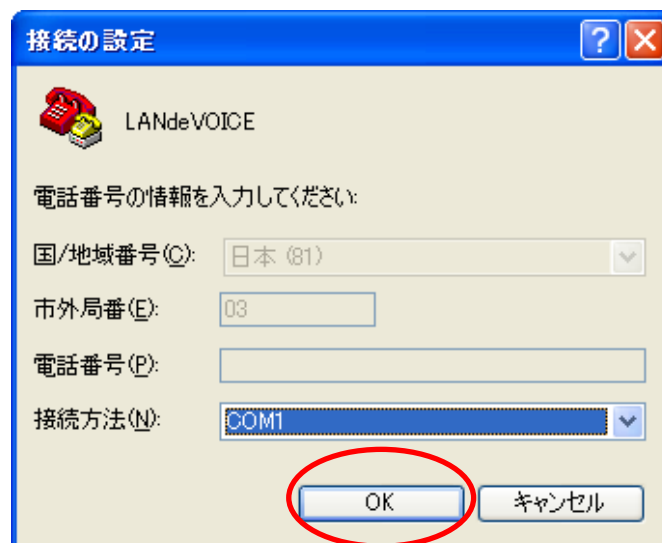 接続の設定
LANdeVOICE
電話番号の情報を入力してください:
国/地域番号(C): 日本 (81)
市外局番(E): 03
電話番号(P):
接続方法(N): COM1
OK キャンセル